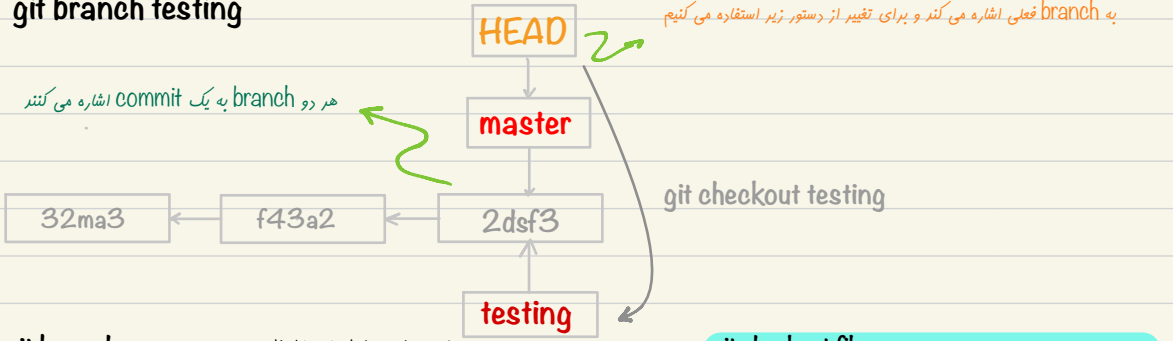 git branch testing
HEAD
به branch فعلی اشاره می کند و برای تغییر از دستور زیر استفاده می کنیم
هر دو branch به یک commit اشاره می کنند
master
git checkout testing
32ma3
f43a2
2dsf3
testing